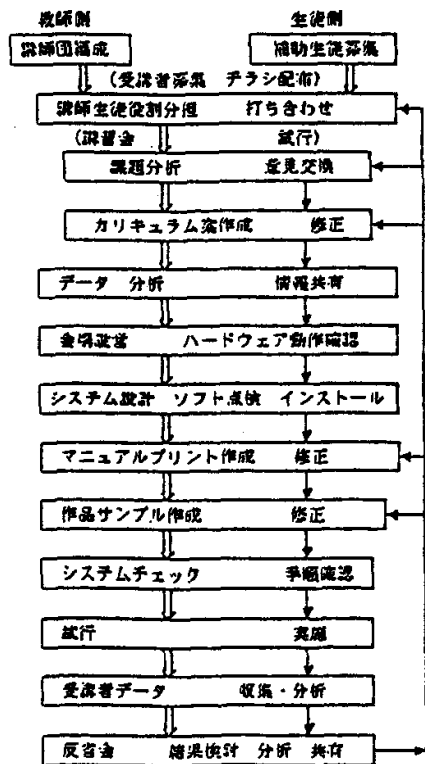 教師側 生徒側
講師団編成 補助生徒募集
(受講者募集 チラシ配布)
講師生徒役割分担 打ち合わせ
(講習会 試行)
課題分析 意見交換
カリキュラム案作成 修正
データ 分析 情報共有
会場設営 ハードウェア動作確認
システム設計 ソフト点検 インストール
マニュアルプリント作成 修正
作品サンプル作成 修正
システムチェック 手順確認
試行 実施
受講者データ 収集・分析
反省会 結果検討 分析 共有